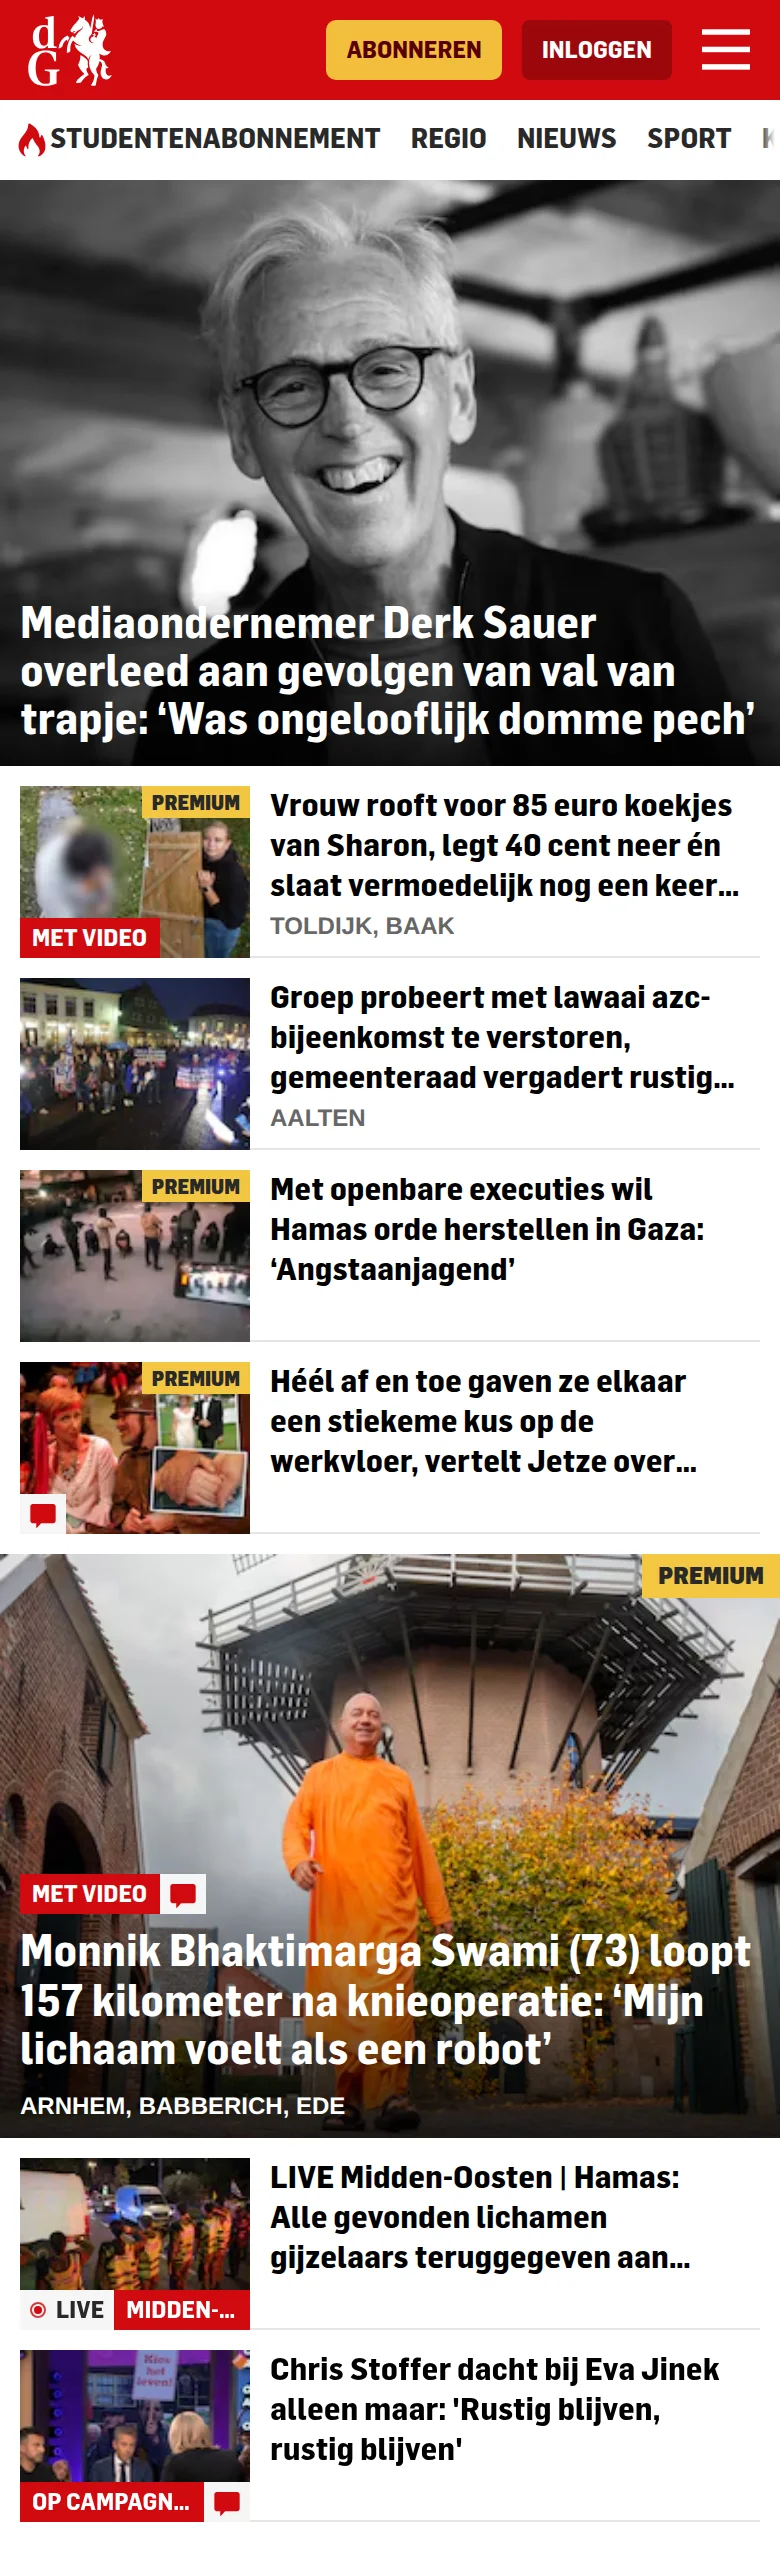 dG
ABONNEREN
INLOGGEN
STUDENTENABONNEMENT REGIO NIEUWS SPORT
Mediaondernemer Derk Sauer
overleed aan gevolgen van val van
trapje: ‘Was ongelooflijk domme pech’
PREMIUM
MET VIDEO
Vrouw rooft voor 85 euro koekjes
van Sharon, legt 40 cent neer én
slaat vermoedelijk nog een keer...
TOLDIJK, BAAK
Groep probeert met lawaai azc-
bijeenkomst te verstoren,
gemeenteraad vergadert rustig...
AALTEN
PREMIUM
Met openbare executies wil
Hamas orde herstellen in Gaza:
‘Angstaanjagend’
PREMIUM
Héél af en toe gaven ze elkaar
een stiekeme kus op de
werkvloer, vertelt Jetze over...
PREMIUM
MET VIDEO
Monnik Bhaktimarga Swami (73) loopt
157 kilometer na knieoperatie: ‘Mijn
lichaam voelt als een robot’
ARNHEM, BABBERICH, EDE
LIVE MIDDEN-...
LIVE Midden-Oosten | Hamas:
Alle gevonden lichamen
gijzelaars teruggegeven aan...
Kies
het
leven!
OP CAMPAGN...
Chris Stoffer dacht bij Eva Jinek
alleen maar: 'Rustig blijven,
rustig blijven'